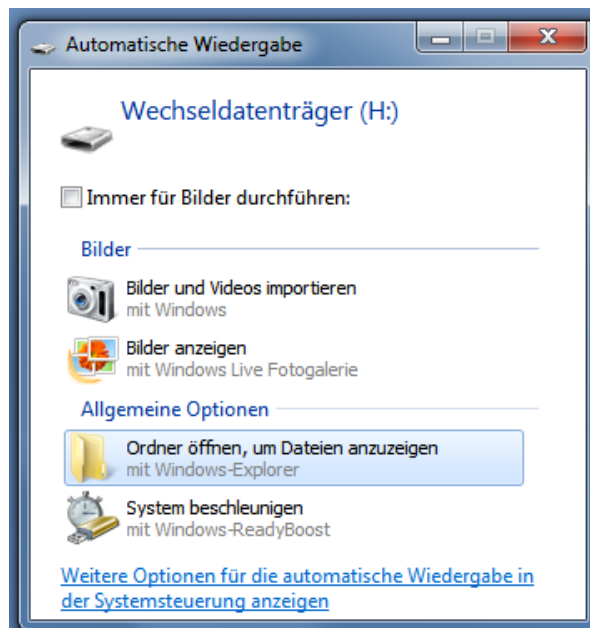 Automatische Wiedergabe
Wechseldatenträger (H:)
Immer für Bilder durchführen:
Bilder
Bilder und Videos importieren
mit Windows
Bilder anzeigen
mit Windows Live Fotogalerie
Allgemeine Optionen
Ordner öffnen, um Dateien anzuzeigen
mit Windows-Explorer
System beschleunigen
mit Windows-ReadyBoost
Weitere Optionen für die automatische Wiedergabe in
der Systemsteuerung anzeigen